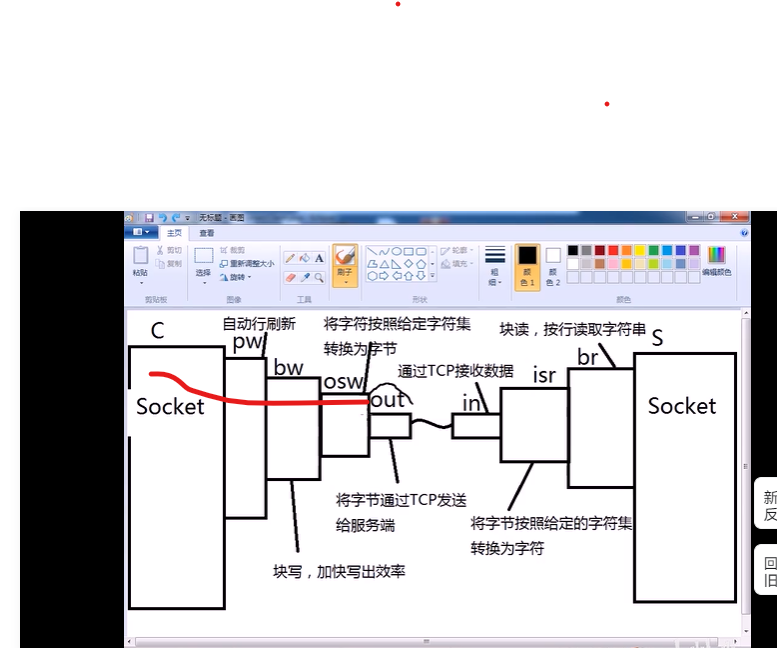 无标题 - 画图
主页
查看
剪切
复制
粘贴
剪贴板
裁剪
重新调整大小
旋转
选择
图像
A
工具
刷子
轮廓
填充
形状
粗
细
颜
色 1
颜
色 2
编辑颜色
颜色
C
自动行刷新
pw
bw
将字符按照给定字符集
转换为字节
osw
out
通过TCP接收数据
in
isr
块读，按行读取字符串
br
S
Socket
Socket
将字节通过TCP发送
给服务端
将字节按照给定的字符集
转换为字符
块写，加快写出效率
新
反
回
旧